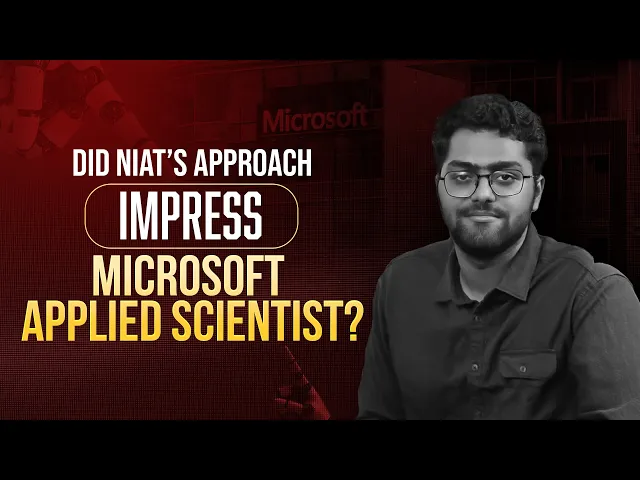 Microsoft
DID NIAT'S APPROACH
IMPRESS
MICROSOFT
APPLIED SCIENTIST?